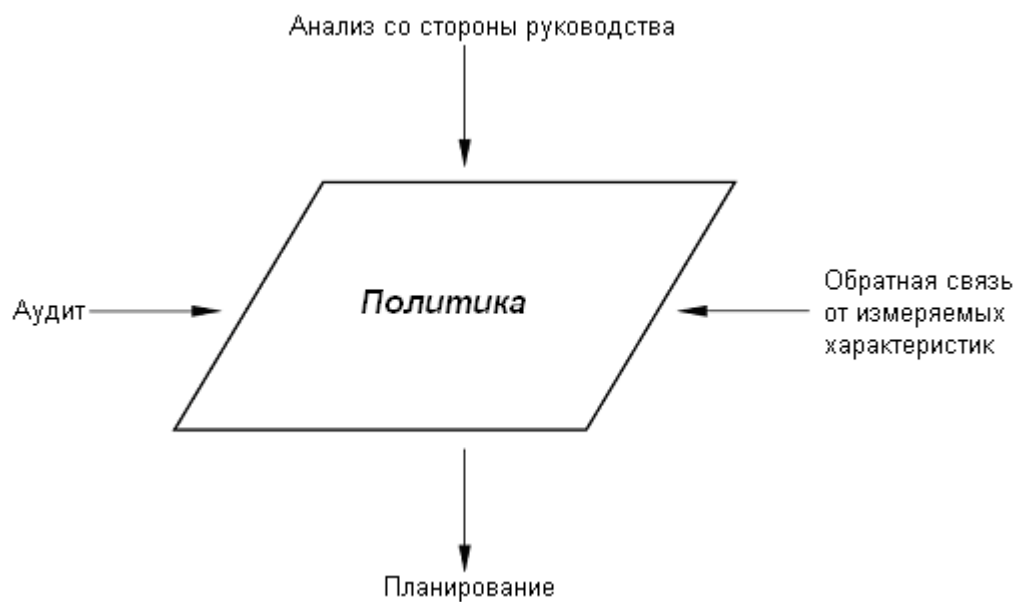 Анализ со стороны руководства
Аудит
Политика
Обратная связь
от измеряемых
характеристик
Планирование